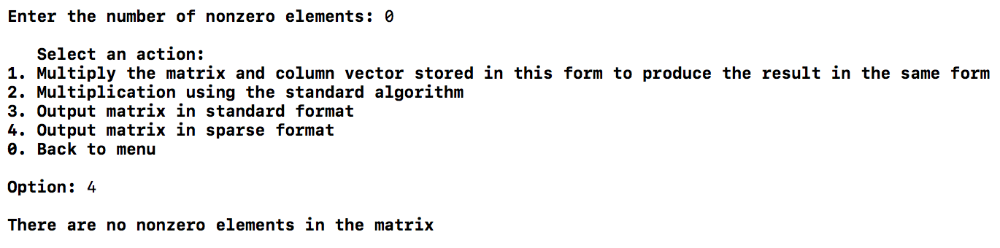 Enter the number of nonzero elements: 0
Select an action:
1. Multiply the matrix and column vector stored in this form to produce the result in the same form
2. Multiplication using the standard algorithm
3. Output matrix in standard format
4. Output matrix in sparse format
0. Back to menu
Option: 4
There are no nonzero elements in the matrix